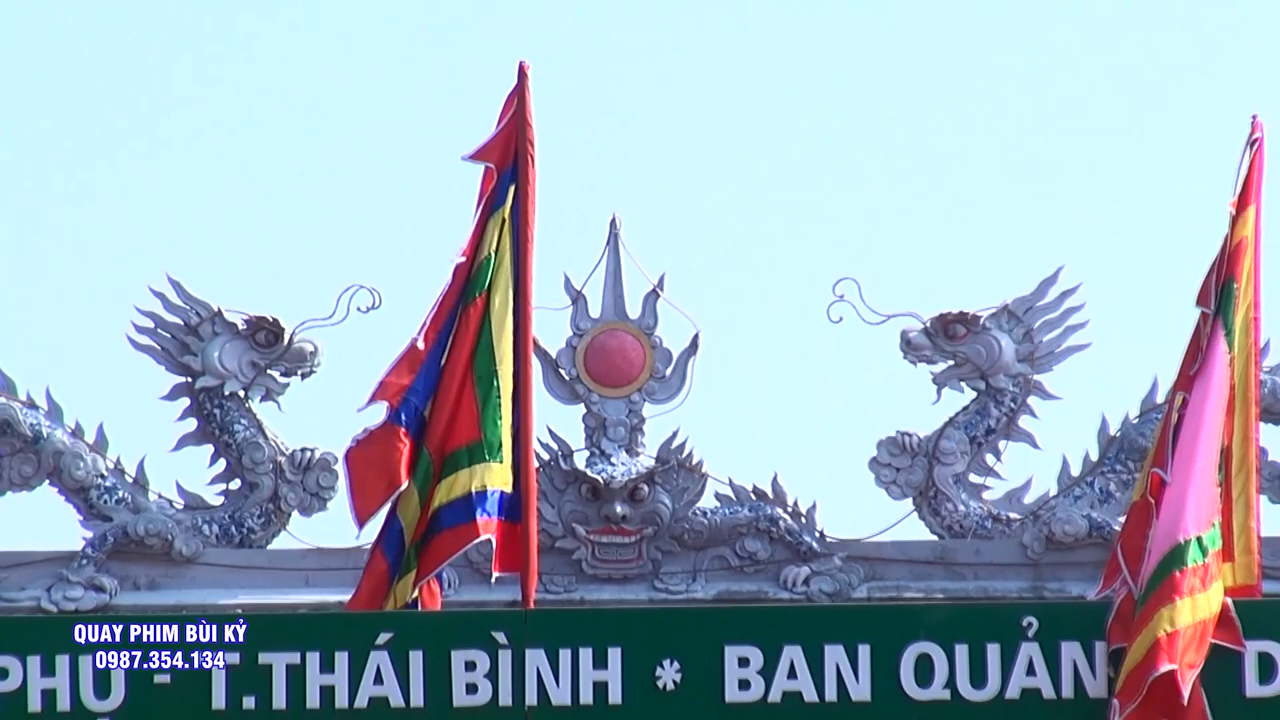 QUAY PHIM BÙI KỶ
0987.354.134
PHỤ - T.THÁI BÌNH * BAN QUẢN